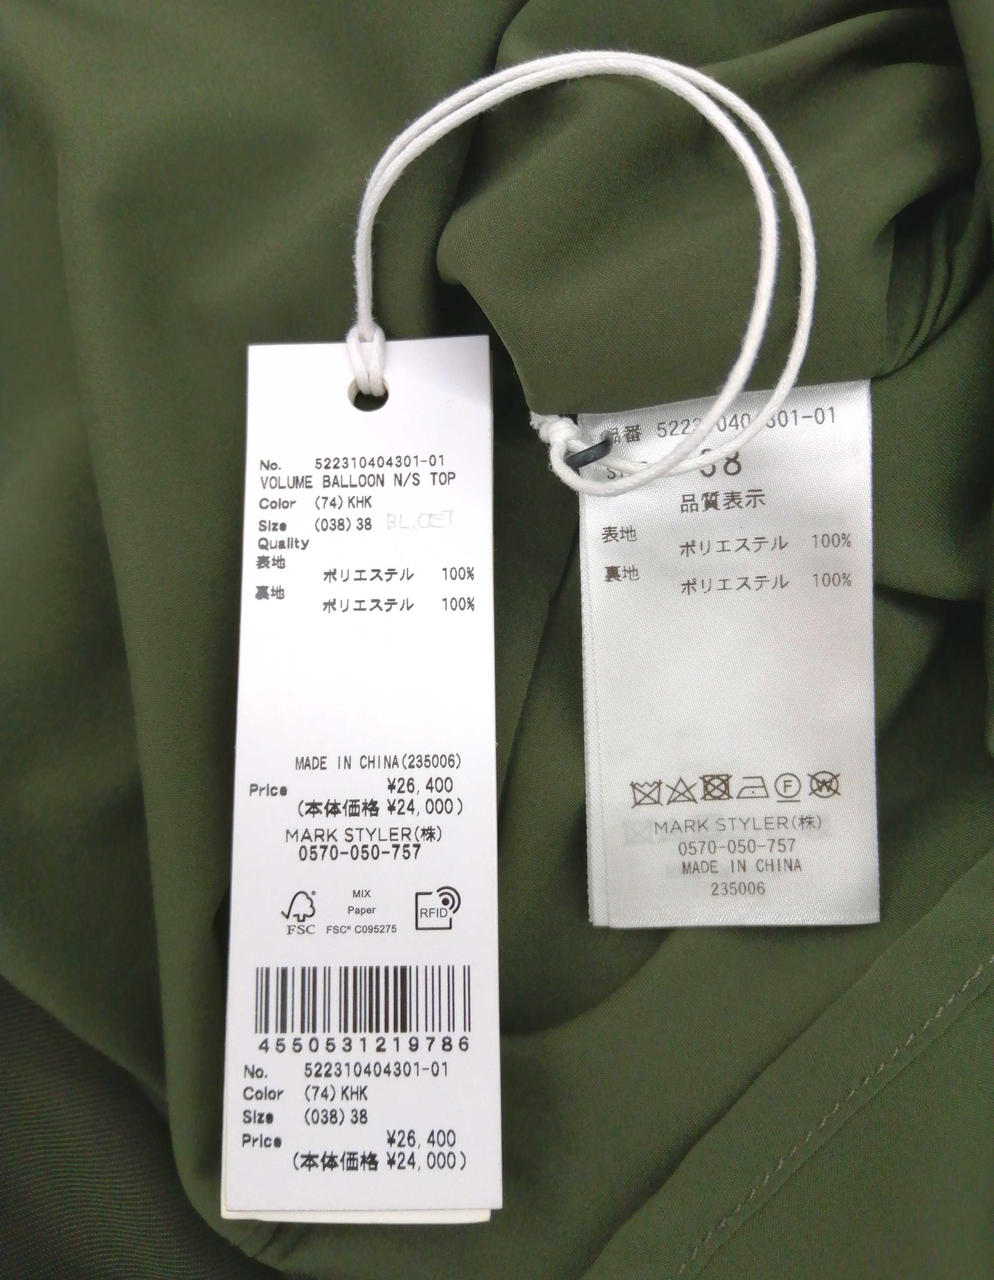 No. 522310404301-01
VOLUME BALLOON N/S TOP
Color (74)KHK
Size (038)38
Quality
表地
ポリエステル 100%
裏地
ポリエステル 100%
MADE IN CHINA(235006)
Price ¥26,400
(本体価格 ¥24,000)
MARK STYLER(株)
0570-050-757
FSC
MIX
Paper
FSC® C095275
RFID
4550531219786
No. 522310404301-01
Color (74)KHK
Size (038)38
Price ¥26,400
(本体価格 ¥24,000)
品番 301-01
38
品質表示
表地
ポリエステル 100%
裏地
ポリエステル 100%
MARK STYLER(株)
0570-050-757
MADE IN CHINA
235006